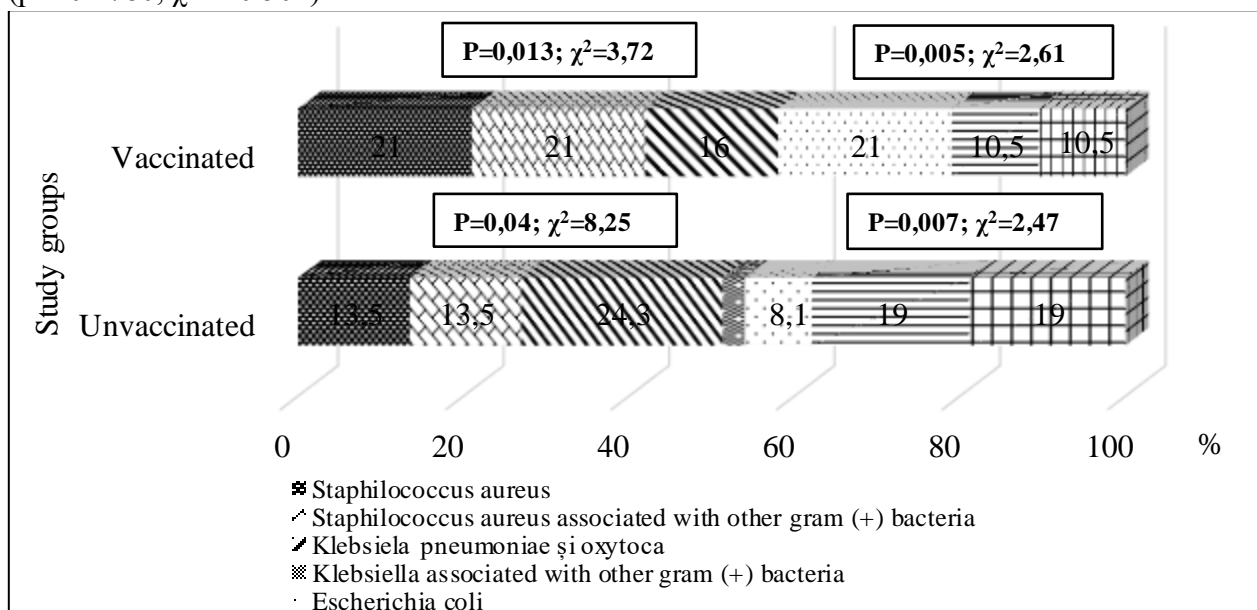 P=0,013; χ²=3,72
P=0,005; χ²=2,61
Vaccinated
21 21 16 21 10,5 10,5
P=0,04; χ²=8,25
P=0,007; χ²=2,47
Study groups
Unvaccinated
13,5 13,5 24,3 8,1 19 19
0 20 40 60 80 100 %
Staphilococcus aureus
Staphilococcus aureus associated with other gram (+) bacteria
Klebsiela pneumoniae și oxytoca
Klebsiella associated with other gram (+) bacteria
Escherichia coli